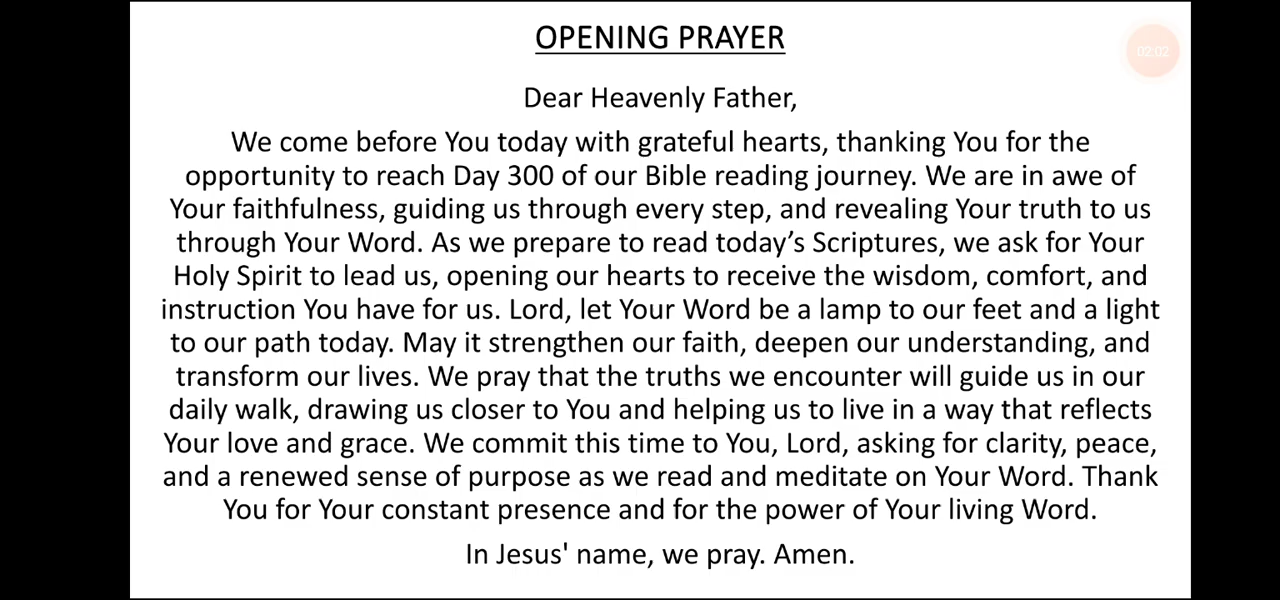 OPENING PRAYER
02:02
Dear Heavenly Father,
We come before You today with grateful hearts, thanking You for the
opportunity to reach Day 300 of our Bible reading journey. We are in awe of
Your faithfulness, guiding us through every step, and revealing Your truth to us
through Your Word. As we prepare to read today’s Scriptures, we ask for Your
Holy Spirit to lead us, opening our hearts to receive the wisdom, comfort, and
instruction You have for us. Lord, let Your Word be a lamp to our feet and a light
to our path today. May it strengthen our faith, deepen our understanding, and
transform our lives. We pray that the truths we encounter will guide us in our
daily walk, drawing us closer to You and helping us to live in a way that reflects
Your love and grace. We commit this time to You, Lord, asking for clarity, peace,
and a renewed sense of purpose as we read and meditate on Your Word. Thank
You for Your constant presence and for the power of Your living Word.
In Jesus' name, we pray. Amen.